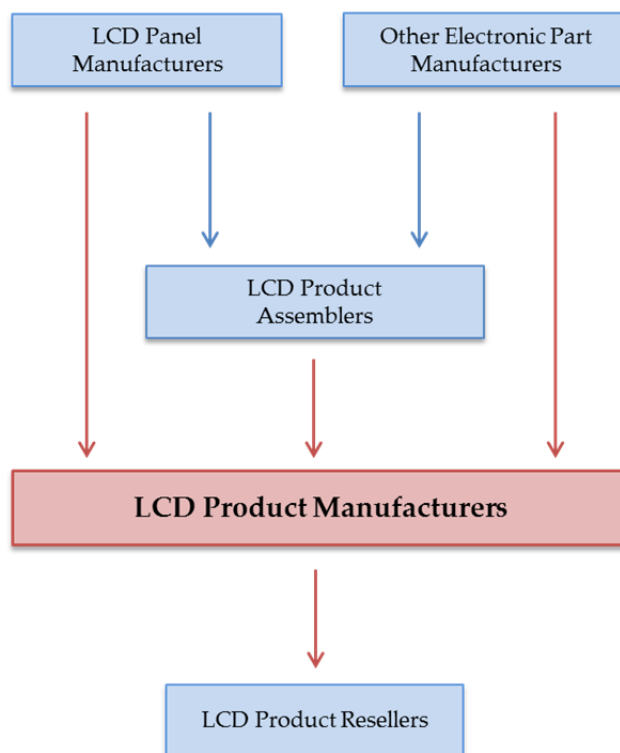 LCD Panel
Manufacturers
Other Electronic Part
Manufacturers
LCD Product
Assemblers
LCD Product Manufacturers
LCD Product Resellers